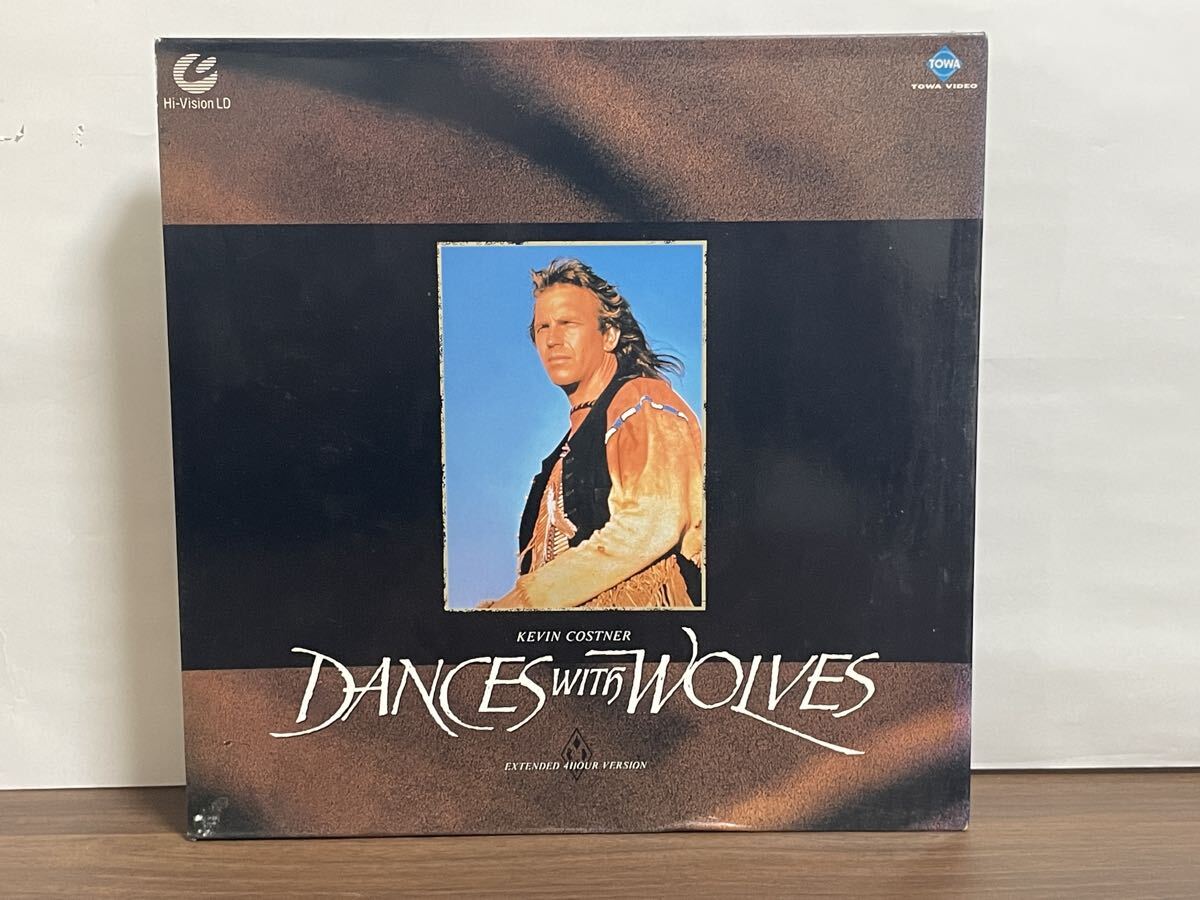 Hi-Vision LD
TOWA
TOWA VIDEO
KEVIN COSTNER
DANCES WITH WOLVES
EXTENDED 4HOUR VERSION